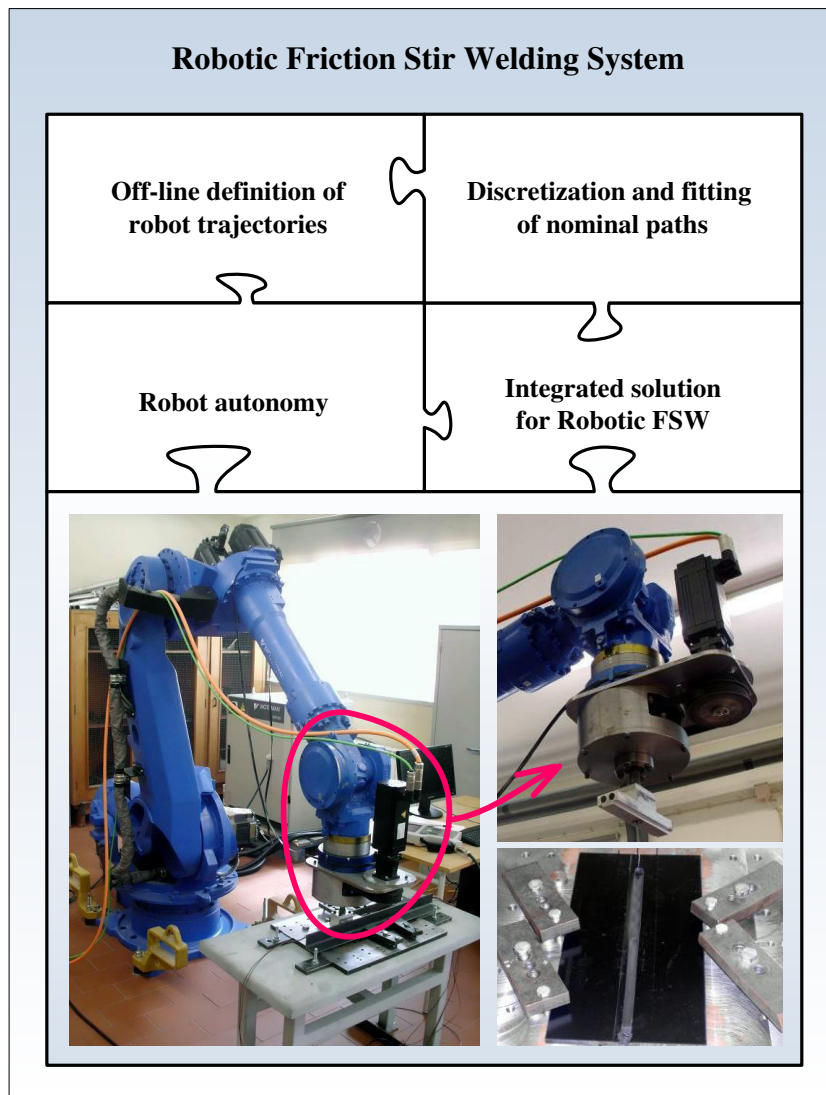 Robotic Friction Stir Welding System
Off-line definition of
robot trajectories
Discretization and fitting
of nominal paths
Robot autonomy
Integrated solution
for Robotic FSW